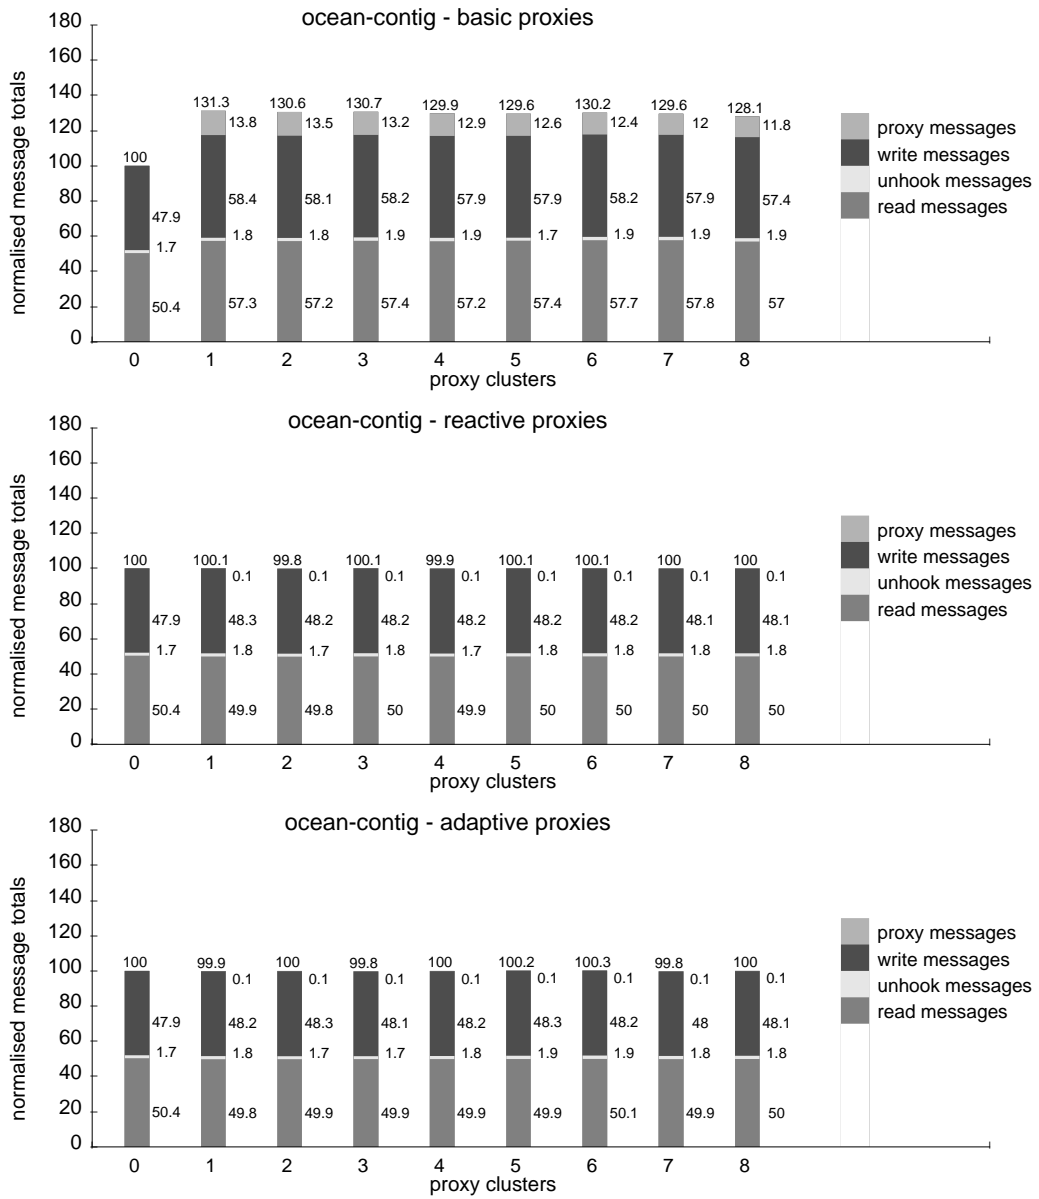 ocean-contig - basic proxies
normalised message totals
180
160
140
120
100
80
60
40
20
0
100 131.3 130.6 130.7 129.9 129.6 130.2 129.6 128.1
13.8 13.5 13.2 12.9 12.6 12.4 12 11.8
47.9 58.4 58.1 58.2 57.9 57.9 58.2 57.9 57.4
1.7 1.8 1.8 1.9 1.9 1.7 1.9 1.9 1.9
50.4 57.3 57.2 57.4 57.2 57.4 57.7 57.8 57
0 1 2 3 4 5 6 7 8
proxy clusters
proxy messages
write messages
unhook messages
read messages
ocean-contig - reactive proxies
normalised message totals
180
160
140
120
100
80
60
40
20
0
100 100.1 99.8 100.1 99.9 100.1 100.1 100 100
0.1 0.1 0.1 0.1 0.1 0.1 0.1 0.1
47.9 48.3 48.2 48.2 48.2 48.2 48.2 48.1 48.1
1.7 1.8 1.7 1.8 1.7 1.8 1.8 1.8 1.8
50.4 49.9 49.8 50 49.9 50 50 50 50
0 1 2 3 4 5 6 7 8
proxy clusters
proxy messages
write messages
unhook messages
read messages
ocean-contig - adaptive proxies
normalised message totals
180
160
140
120
100
80
60
40
20
0
100 99.9 100 99.8 100 100.2 100.3 99.8 100
0.1 0.1 0.1 0.1 0.1 0.1 0.1 0.1
47.9 48.2 48.3 48.1 48.2 48.3 48.2 48 48.1
1.7 1.8 1.7 1.7 1.8 1.9 1.9 1.8 1.8
50.4 49.8 49.9 49.9 49.9 49.9 50.1 49.9 50
0 1 2 3 4 5 6 7 8
proxy clusters
proxy messages
write messages
unhook messages
read messages